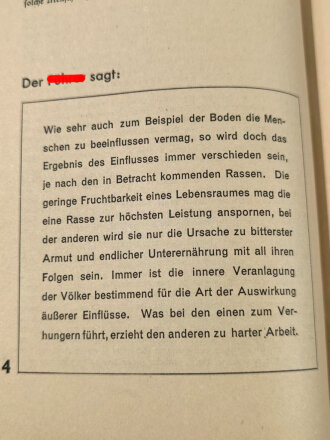 Der sagt:
Wie sehr auch zum Beispiel der Boden die Men-
schen zu beeinflussen vermag, so wird doch das
Ergebnis des Einflusses immer verschieden sein,
je nach den in Betracht kommenden Rassen. Die
geringe Fruchtbarkeit eines Lebensraumes mag die
eine Rasse zur höchsten Leistung anspornen, bei
der anderen wird sie nur die Ursache zu bitterster
Armut und endlicher Unterernährung mit all ihren
Folgen sein. Immer ist die innere Veranlagung
der Völker bestimmend für die Art der Auswirkung
äußerer Einflüsse. Was bei den einen zum Ver-
hungern führt, erzieht den anderen zu harter Arbeit.
4